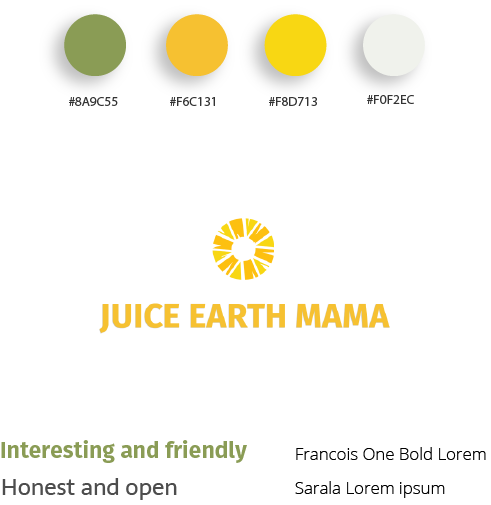 #8A9C55 #F6C131 #F8D713 #F0F2EC
JUICE EARTH MAMA
Interesting and friendly
Francois One Bold Lorem
Honest and open
Sarala Lorem ipsum